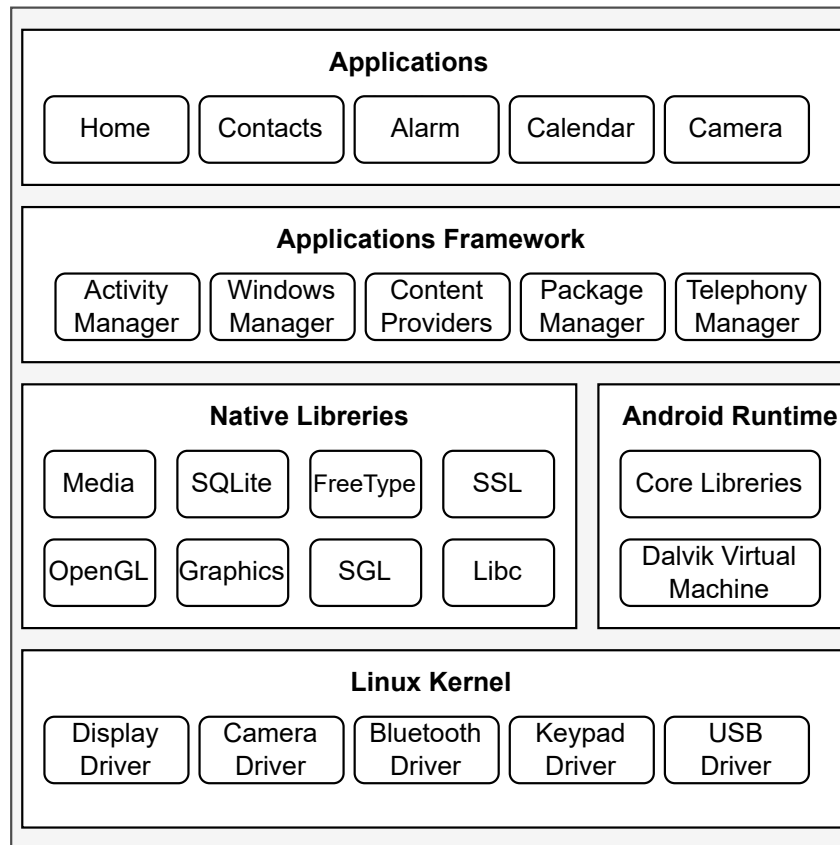 Applications
Home Contacts Alarm Calendar Camera
Applications Framework
Activity Manager
Windows Manager
Content Providers
Package Manager
Telephony Manager
Native Libreries
Media SQLite FreeType SSL
OpenGL Graphics SGL Libc
Android Runtime
Core Libreries
Dalvik Virtual
Machine
Linux Kernel
Display Driver
Camera Driver
Bluetooth Driver
Keypad Driver
USB Driver